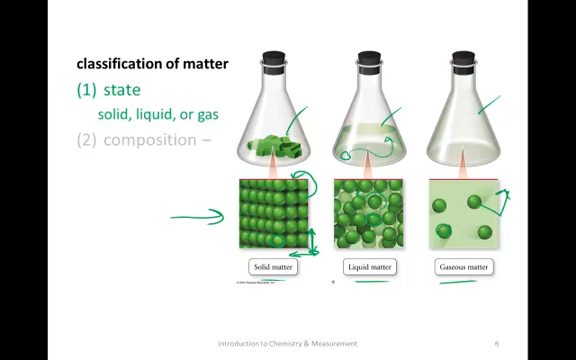 classification of matter
(1) state
solid, liquid, or gas
(2) composition –
Solid matter
Liquid matter
Gaseous matter
Introduction to Chemistry & Measurement
6